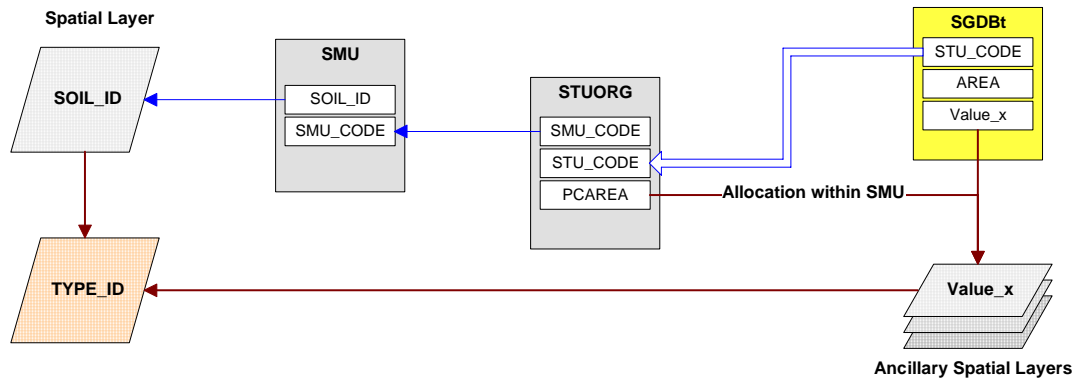 Spatial Layer
SOIL_ID
TYPE_ID
SMU
SOIL_ID
SMU_CODE
STUORG
SMU_CODE
STU_CODE
PCAREA
Allocation within SMU
SGDBt
STU_CODE
AREA
Value_x
Value_x
Ancillary Spatial Layers